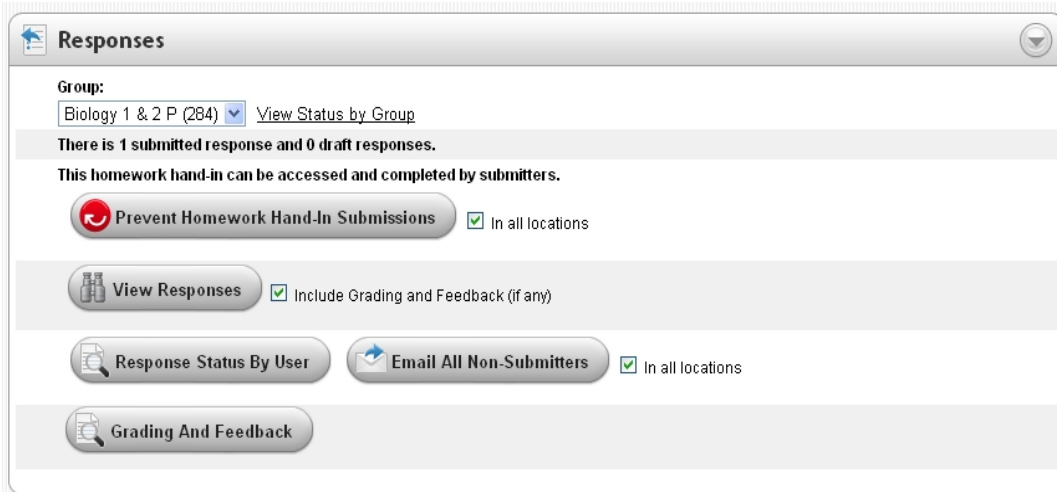 Responses
Group:
Biology 1 & 2 P (284) View Status by Group
There is 1 submitted response and 0 draft responses.
This homework hand-in can be accessed and completed by submitters.
Prevent Homework Hand-In Submissions In all locations
View Responses Include Grading and Feedback (if any)
Response Status By User Email All Non-Submitters In all locations
Grading And Feedback